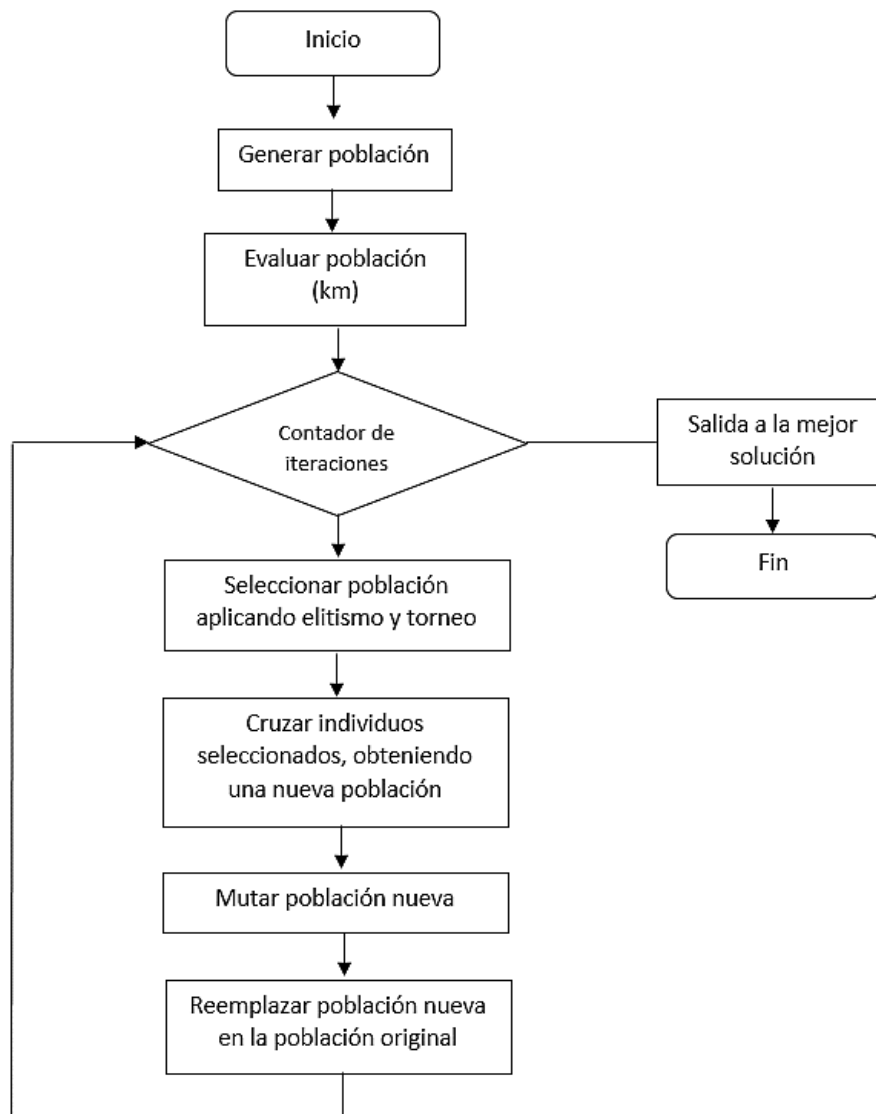 Inicio
Generar población
Evaluar población
(km)
Contador de
iteraciones
Salida a la mejor
solución
Fin
Seleccionar población
aplicando elitismo y torneo
Cruzar individuos
seleccionados, obteniendo
una nueva población
Mutar población nueva
Reemplazar población nueva
en la población original